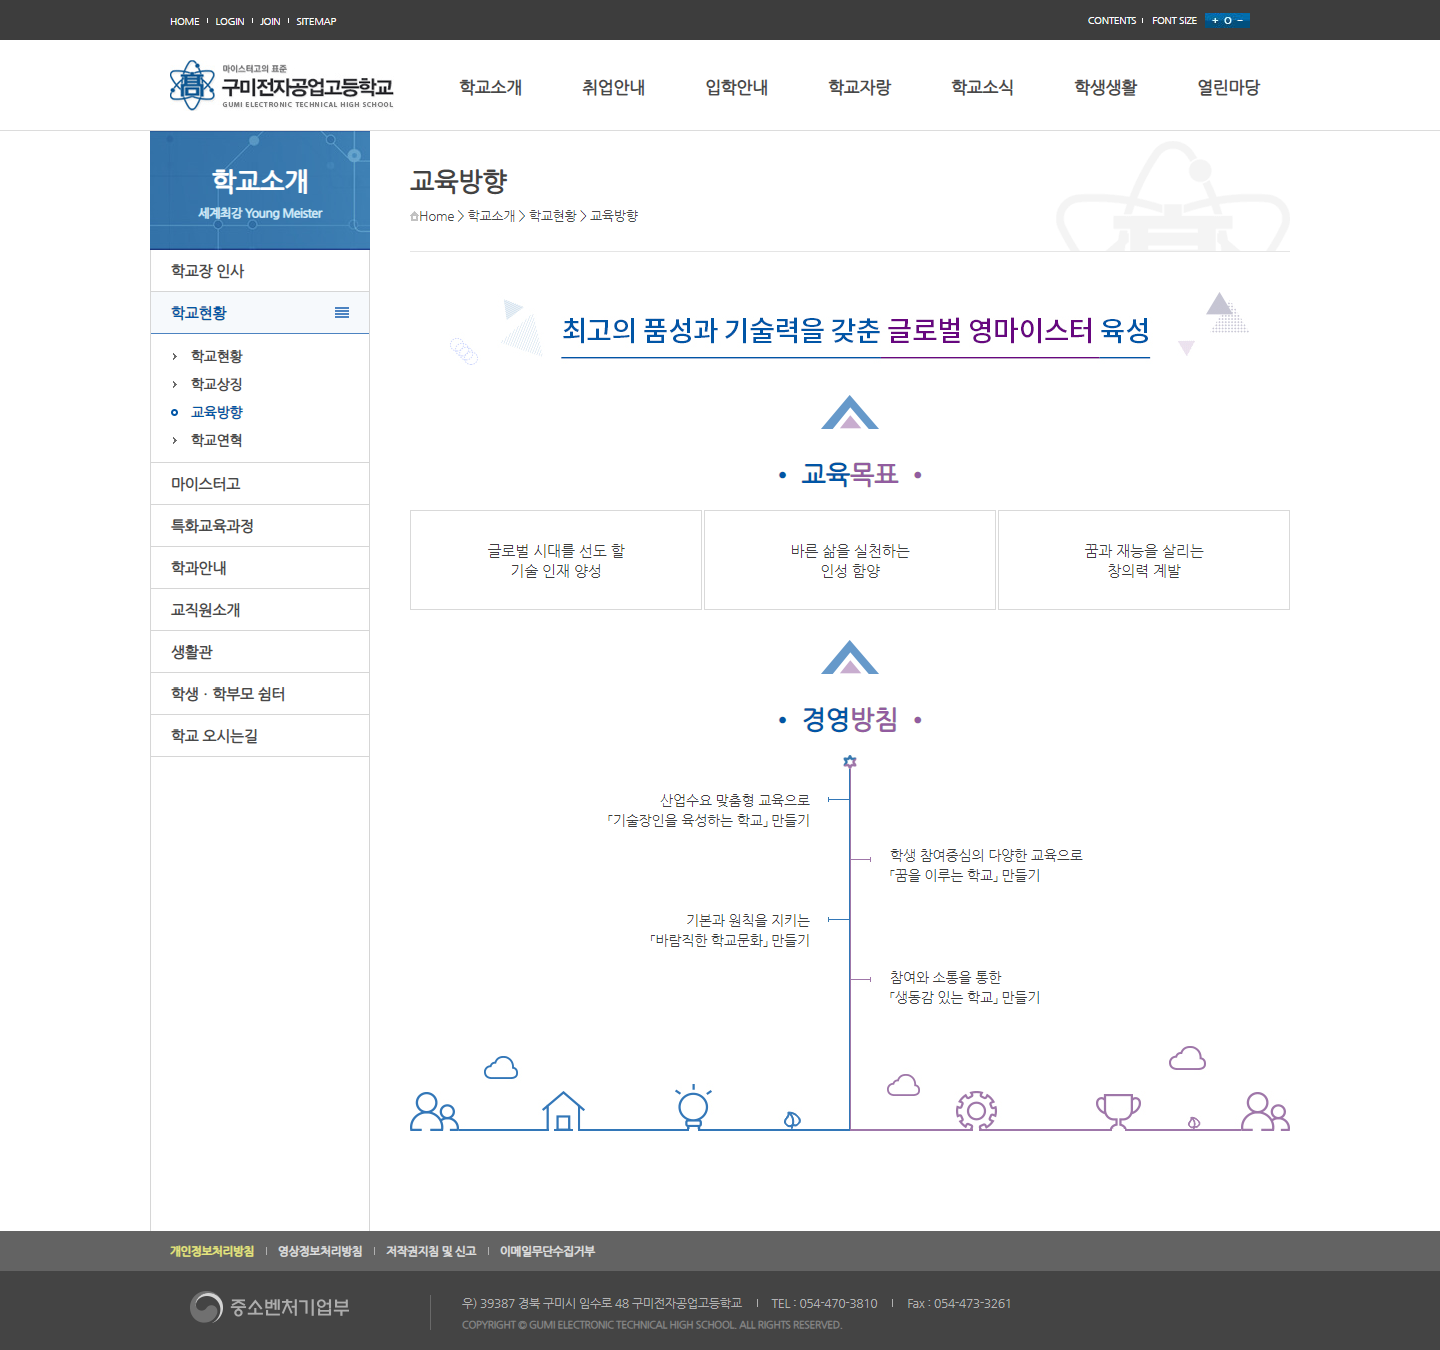 HOME LOGIN JOIN SITEMAP
CONTENTS FONT SIZE + O −
마이스터고의 표준
구미전자공업고등학교
GUMI ELECTRONIC TECHNICAL HIGH SCHOOL
학교소개 취업안내 입학안내 학교자랑 학교소식 학생생활 열린마당
학교소개
세계최강 Young Meister
학교장 인사
학교현황
학교현황
학교상징
교육방향
학교연혁
마이스터고
특화교육과정
학과안내
교직원소개
생활관
학생 · 학부모 쉼터
학교 오시는길
교육방향
Home > 학교소개 > 학교현황 > 교육방향
최고의 품성과 기술력을 갖춘 글로벌 영마이스터 육성
• 교육목표 •
글로벌 시대를 선도 할
기술 인재 양성
바른 삶을 실천하는
인성 함양
꿈과 재능을 살리는
창의력 계발
• 경영방침 •
산업수요 맞춤형 교육으로
「기술장인을 육성하는 학교」 만들기
학생 참여중심의 다양한 교육으로
「꿈을 이루는 학교」 만들기
기본과 원칙을 지키는
「바람직한 학교문화」 만들기
참여와 소통을 통한
「생동감 있는 학교」 만들기
개인정보처리방침 영상정보처리방침 저작권지침 및 신고 이메일무단수집거부
중소벤처기업부
우) 39387 경북 구미시 임수로 48 구미전자공업고등학교 TEL : 054-470-3810 Fax : 054-473-3261
COPYRIGHT © GUMI ELECTRONIC TECHNICAL HIGH SCHOOL. ALL RIGHTS RESERVED.